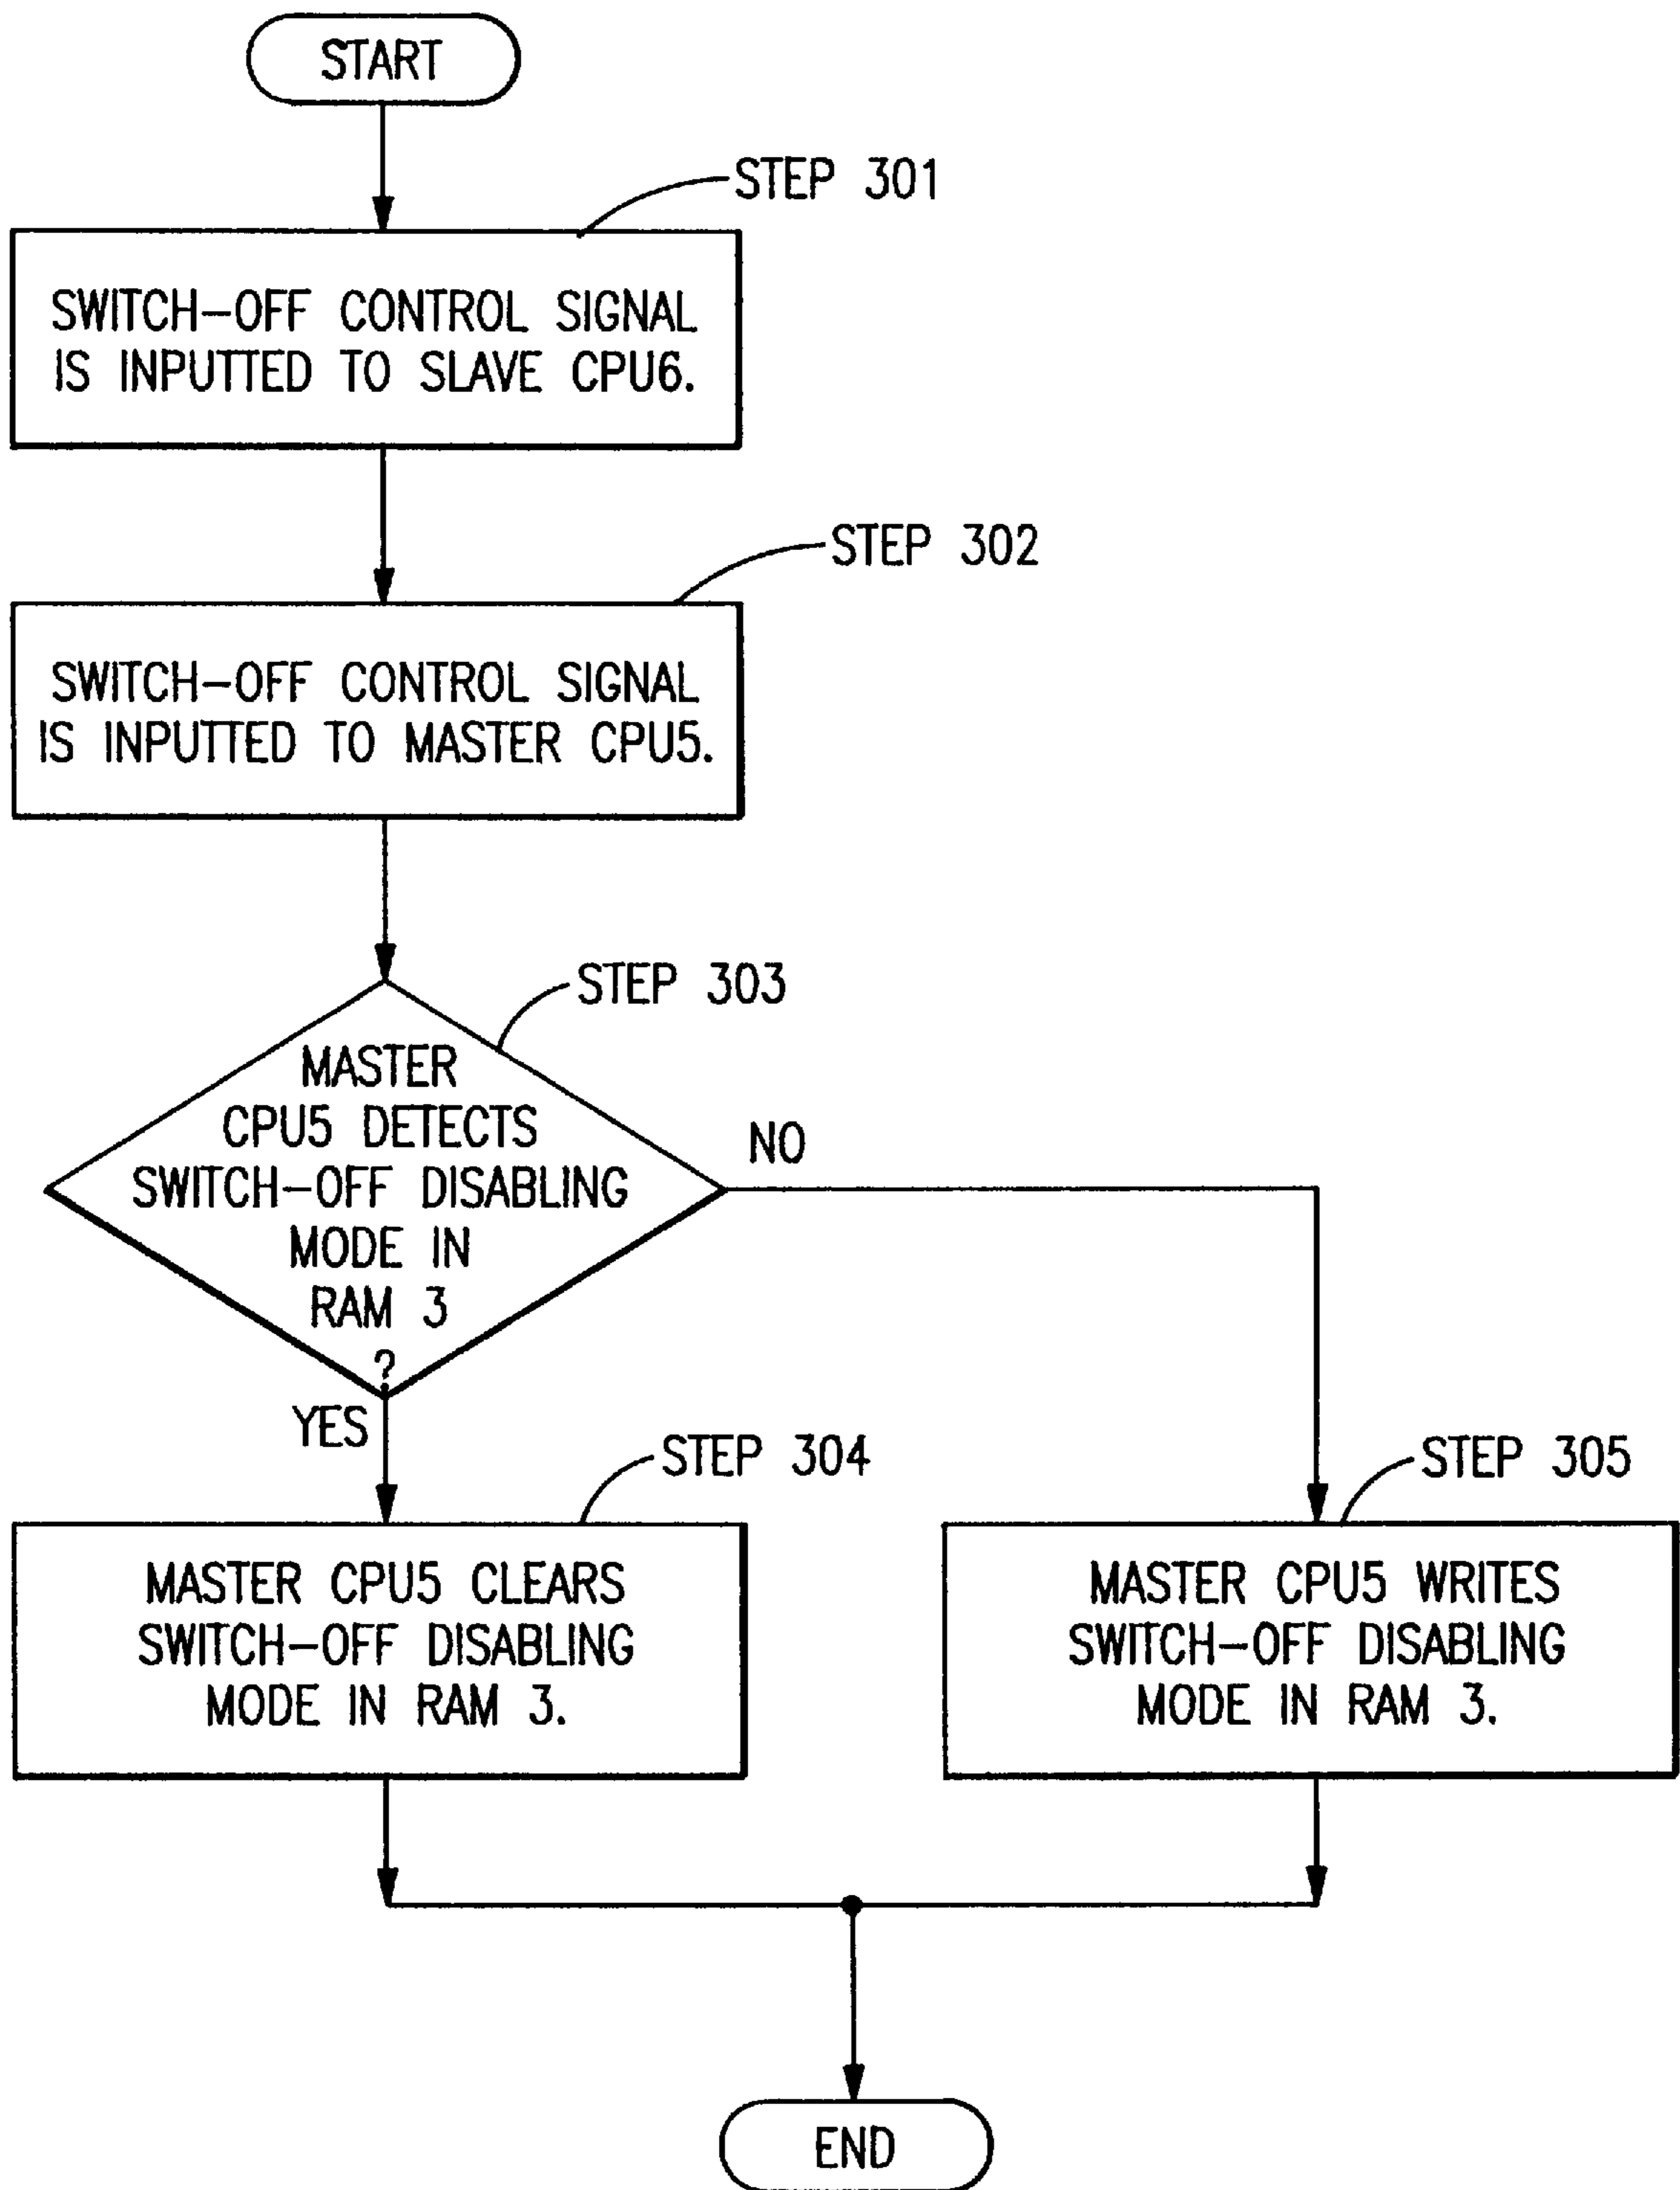 START
STEP 301
SWITCH-OFF CONTROL SIGNAL
IS INPUTTED TO SLAVE CPU6.
STEP 302
SWITCH-OFF CONTROL SIGNAL
IS INPUTTED TO MASTER CPU5.
STEP 303
MASTER
CPU5 DETECTS
SWITCH-OFF DISABLING
MODE IN
RAM 3
?
NO
YES
STEP 304
MASTER CPU5 CLEARS
SWITCH-OFF DISABLING
MODE IN RAM 3.
STEP 305
MASTER CPU5 WRITES
SWITCH-OFF DISABLING
MODE IN RAM 3.
END